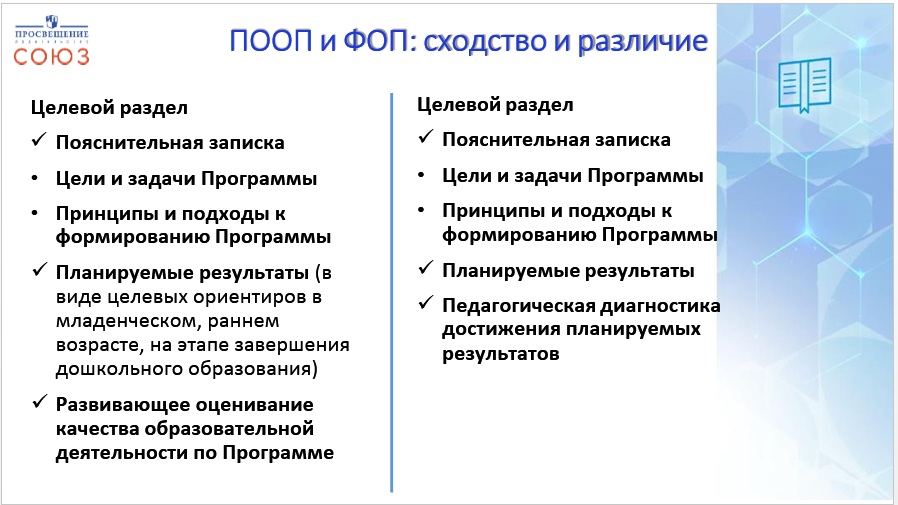 ПРОСВЕЩЕНИЕ
СОЮЗ
ПООП и ФОП: сходство и различие
Целевой раздел
✓ Пояснительная записка
• Цели и задачи Программы
• Принципы и подходы к
формированию Программы
✓ Планируемые результаты (в
виде целевых ориентиров в
младенческом, раннем
возрасте, на этапе завершения
дошкольного образования)
✓ Развивающее оценивание
качества образовательной
деятельности по Программе
Целевой раздел
✓ Пояснительная записка
• Цели и задачи Программы
• Принципы и подходы к
формированию Программы
✓ Планируемые результаты
✓ Педагогическая диагностика
достижения планируемых
результатов